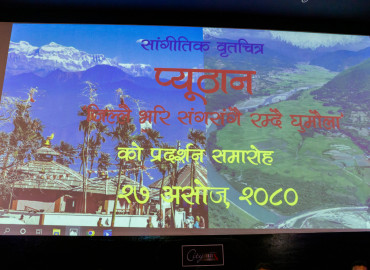 सांगीतिक वृतचित्र
प्यूठान
"जिल्लै भरि संगसंगै रम्दै घुमौंला"
को प्रदर्शन समारोह
२७ असोज, २०८०